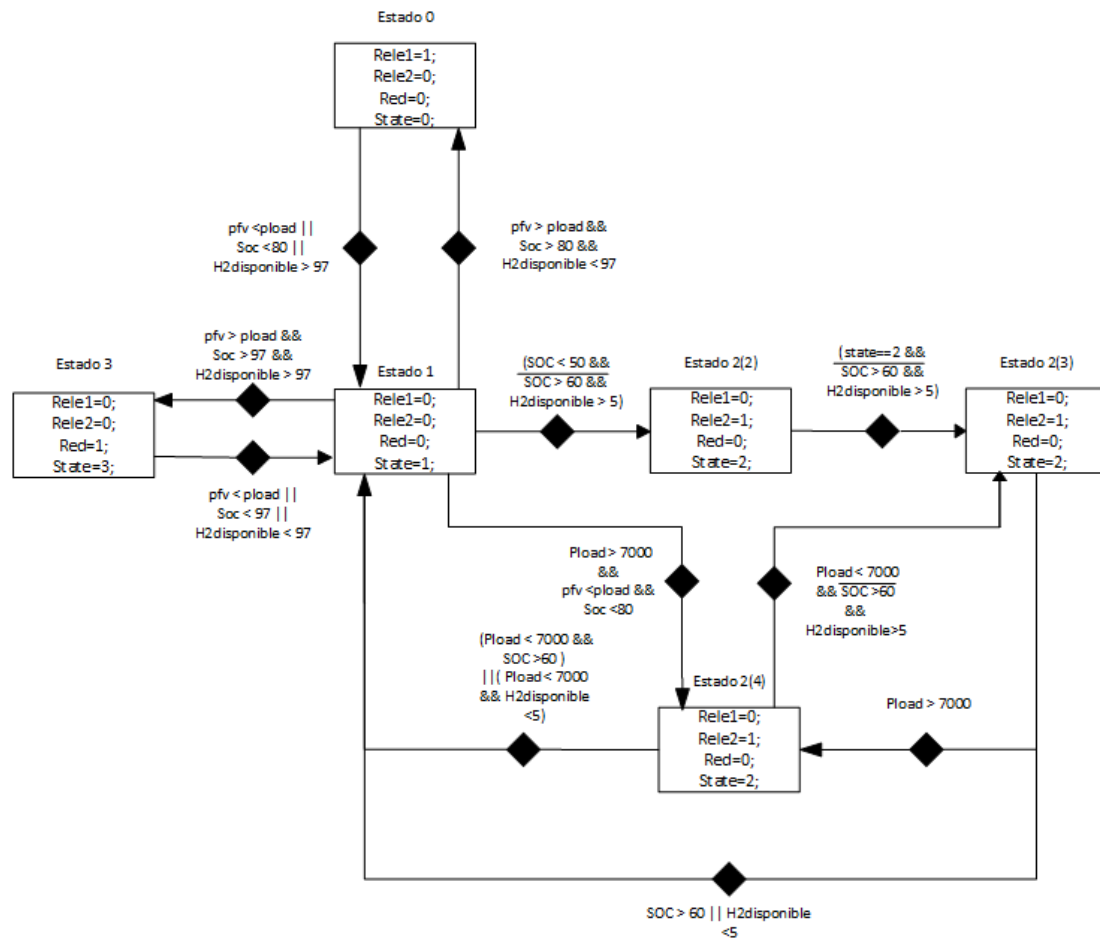 Estado 0
Rele1=1;
Rele2=0;
Red=0;
State=0;
pfv <pload ||
Soc <80 ||
H2disponible > 97
pfv > pload &&
Soc > 80 &&
H2disponible < 97
pfv > pload &&
Soc > 97 &&
H2disponible > 97
Estado 3
Rele1=0;
Rele2=0;
Red=1;
State=3;
pfv < pload ||
Soc < 97 ||
H2disponible < 97
Estado 1
Rele1=0;
Rele2=0;
Red=0;
State=1;
(SOC < 50 &&
SOC > 60 &&
H2disponible > 5)
Estado 2(2)
Rele1=0;
Rele2=1;
Red=0;
State=2;
(state==2 &&
SOC > 60 &&
H2disponible > 5)
Estado 2(3)
Rele1=0;
Rele2=1;
Red=0;
State=2;
Pload > 7000
&&
pfv <pload &&
Soc <80
Pload < 7000
&& SOC >60
&&
H2disponible>5
(Pload < 7000 &&
SOC >60 )
||( Pload < 7000
&& H2disponible
<5)
Estado 2(4)
Rele1=0;
Rele2=1;
Red=0;
State=2;
Pload > 7000
SOC > 60 || H2disponible
<5